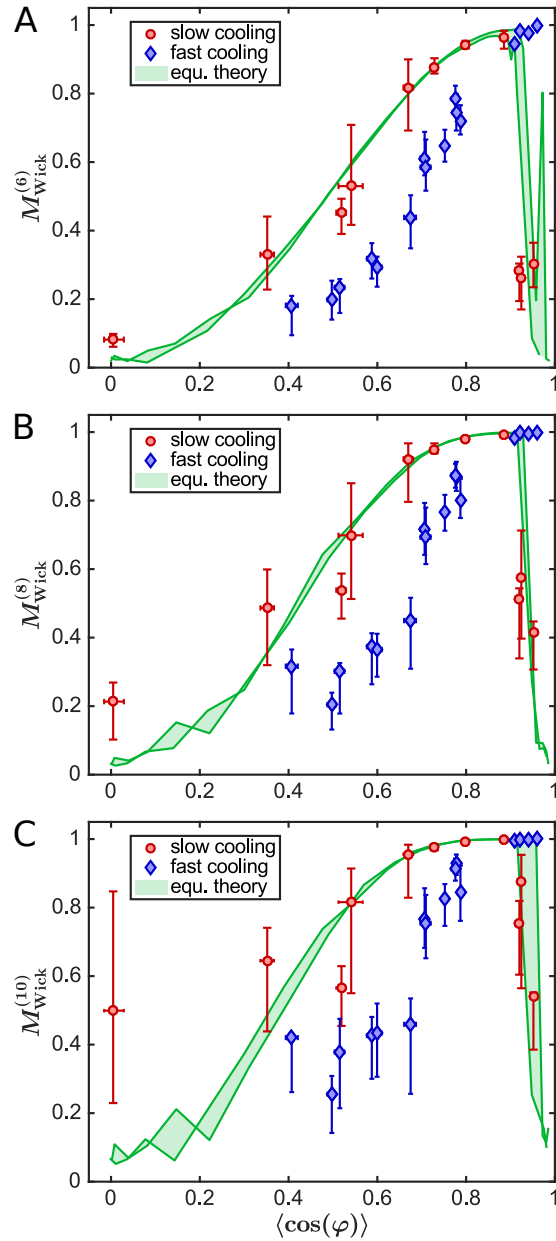 A
slow cooling
fast cooling
equ. theory
M_Wick^(6)
1
0.8
0.6
0.4
0.2
0
0 0.2 0.4 0.6 0.8 1
B
slow cooling
fast cooling
equ. theory
M_Wick^(8)
1
0.8
0.6
0.4
0.2
0
0 0.2 0.4 0.6 0.8 1
C
slow cooling
fast cooling
equ. theory
M_Wick^(10)
1
0.8
0.6
0.4
0.2
0
0 0.2 0.4 0.6 0.8 1
⟨cos(φ)⟩